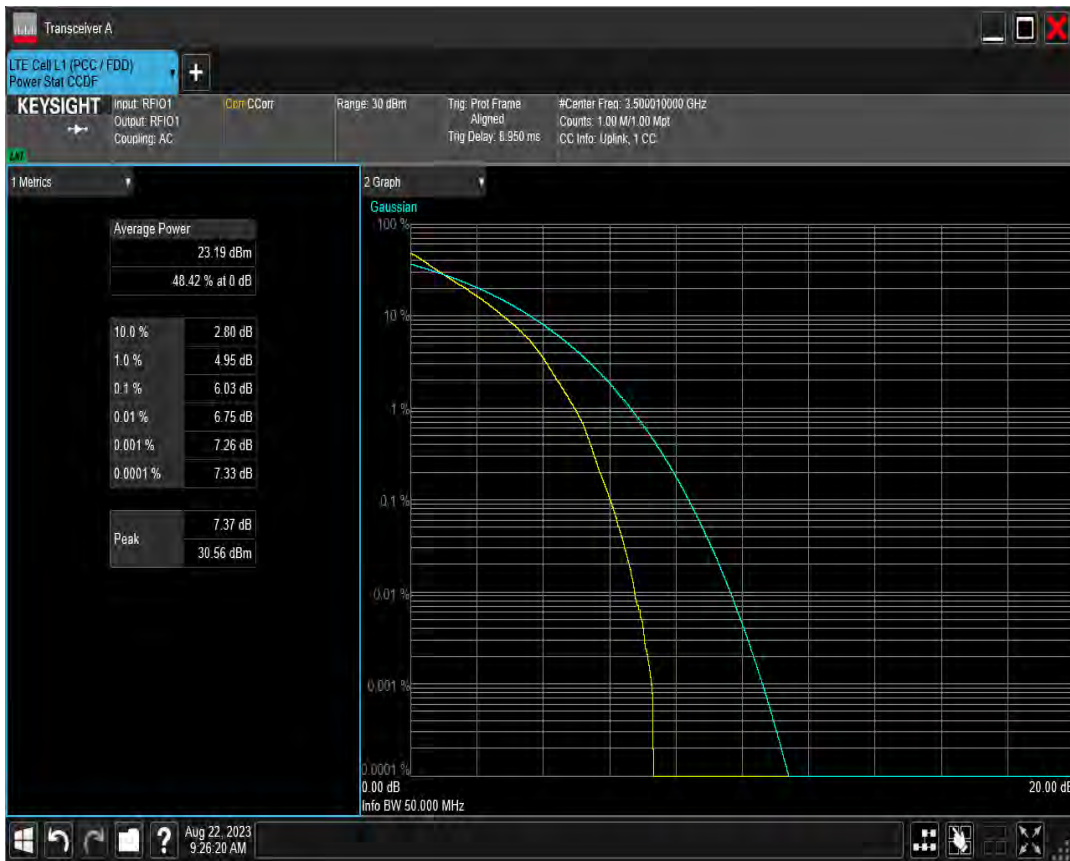 Transceiver A
LTE Cell L1 (PCC / FDD)
Power Stat CCDF
+
KEYSIGHT
Input: RFIO1
Output: RFIO1
Coupling: AC
Corr CCorr
Range: 30 dBm
Trig: Prot Frame
Aligned
Trig Delay: 8.950 ms
#Center Freq: 3.500010000 GHz
Counts: 1.00 M/1.00 Mpt
CC Info: Uplink, 1 CC
1 Metrics
Average Power
23.19 dBm
48.42 % at 0 dB
10.0 % 2.80 dB
1.0 % 4.95 dB
0.1 % 6.03 dB
0.01 % 6.75 dB
0.001 % 7.26 dB
0.0001 % 7.33 dB
Peak
7.37 dB
30.56 dBm
2 Graph
Gaussian
100 %
10 %
1 %
0.1 %
0.01 %
0.001 %
0.0001 %
0.00 dB 20.00 dB
Info BW 50.000 MHz
?
Aug 22, 2023
9:26:20 AM